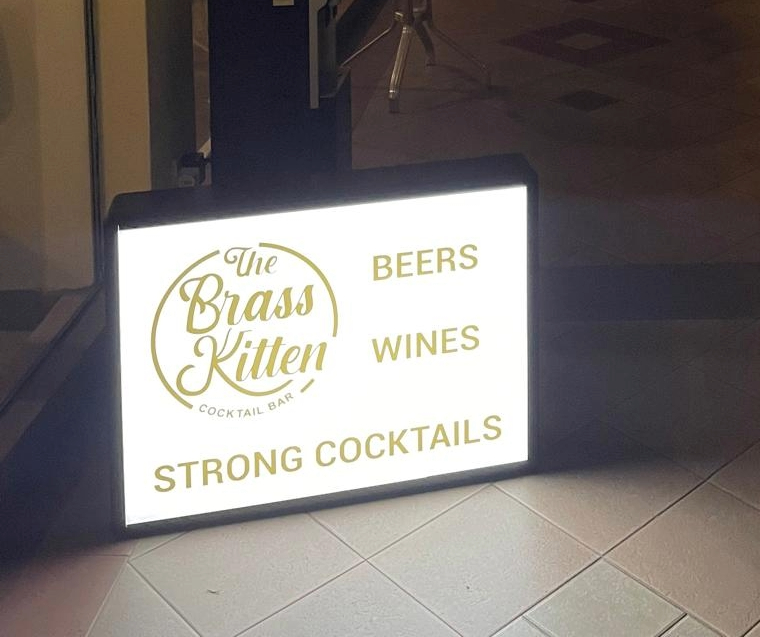 The
Brass
Kitten
COCKTAIL BAR
BEERS
WINES
STRONG COCKTAILS